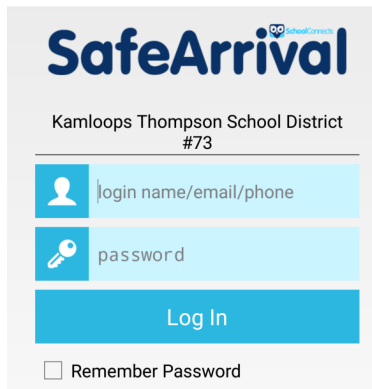 SchoolConnects
SafeArrival
Kamloops Thompson School District
#73
login name/email/phone
password
Log In
Remember Password